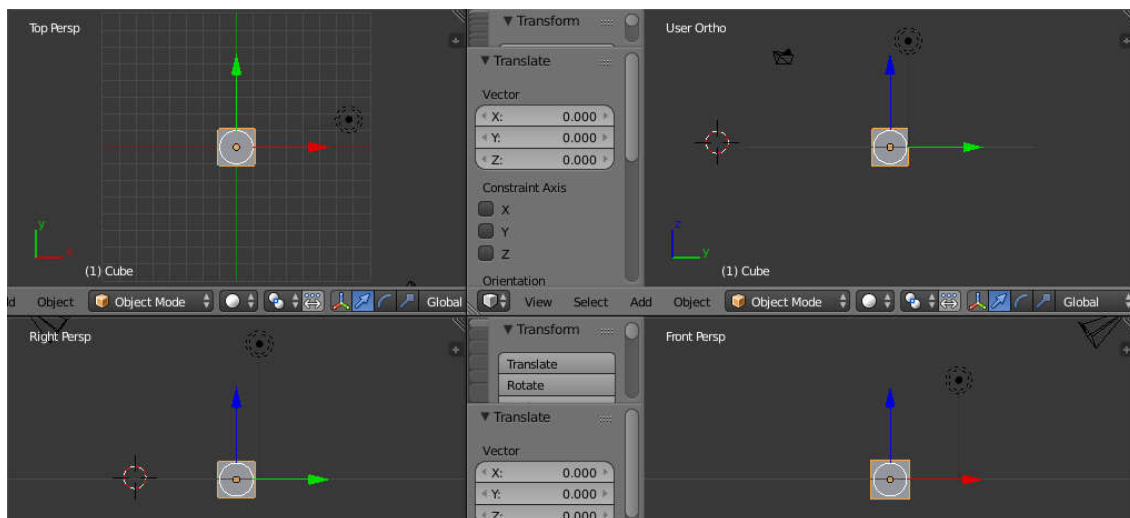 Top Persp
y
x
(1) Cube
Object
Object Mode
Global
Transform
Translate
Vector
X: 0.000
Y: 0.000
Z: 0.000
Constraint Axis
X
Y
Z
Orientation
User Ortho
z
y
(1) Cube
View Select Add Object
Object Mode
Global
Right Persp
Transform
Translate
Rotate
Translate
Vector
X: 0.000
Y: 0.000
Z: 0.000
Front Persp